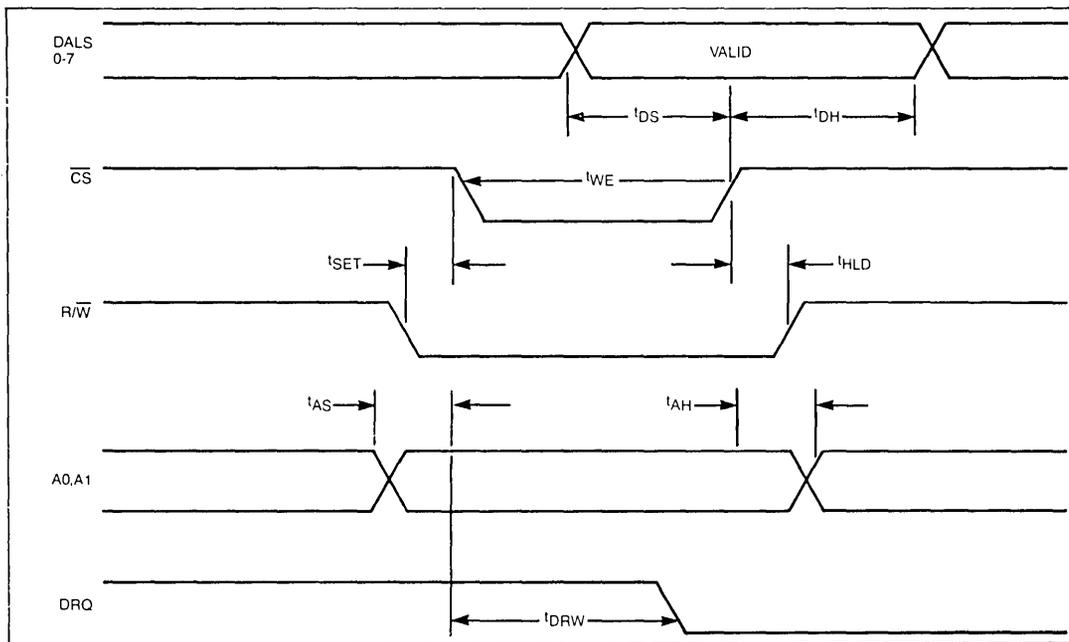 DALS
0-7
VALID
tDS
tDH
CS
tWE
tSET
tHLD
R/W
tAS
tAH
A0,A1
DRQ
tDRW